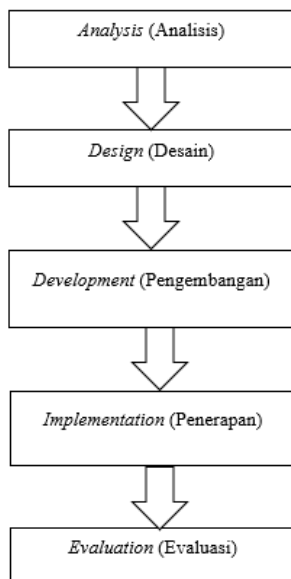 Analysis (Analisis)
Design (Desain)
Development (Pengembangan)
Implementation (Penerapan)
Evaluation (Evaluasi)